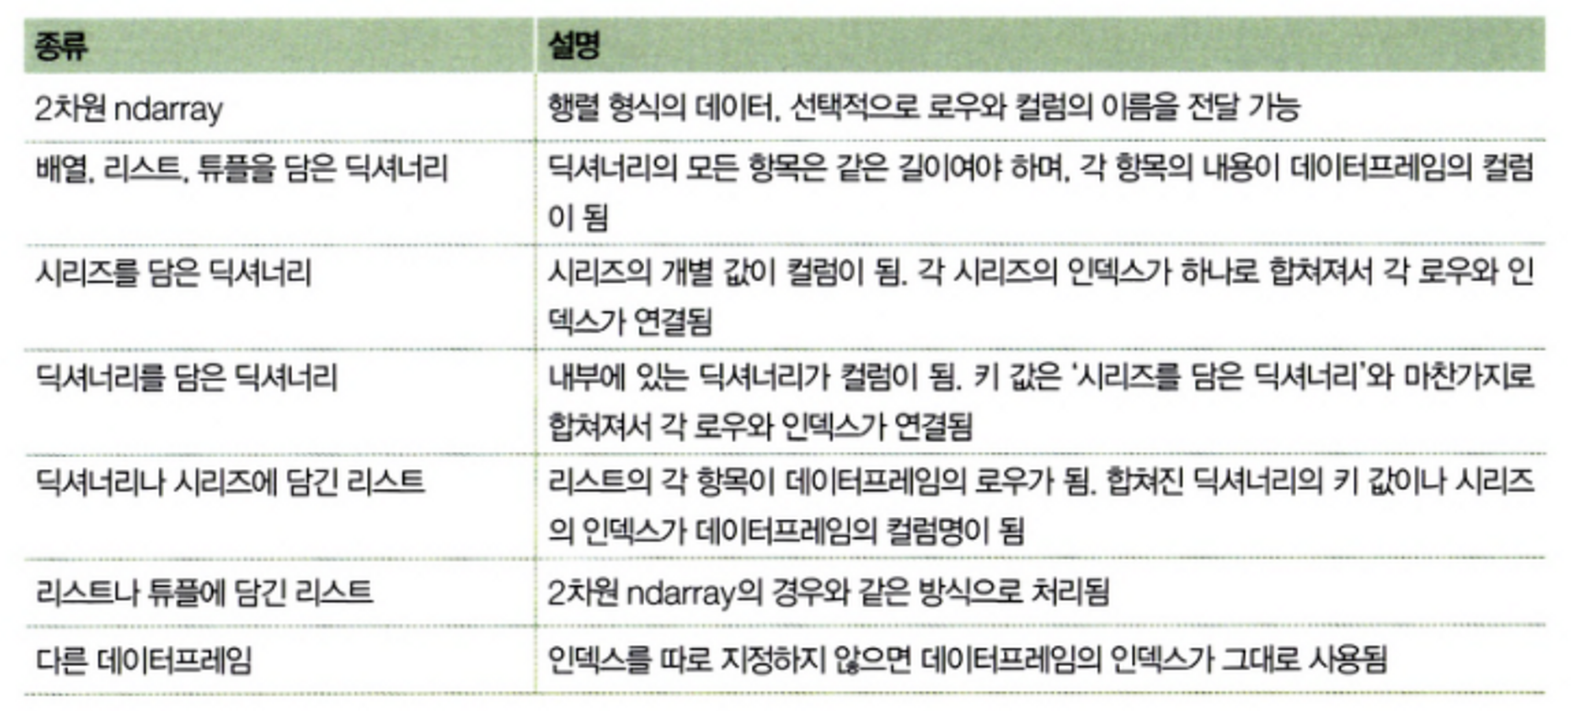 종류 설명
2차원 ndarray 행렬 형식의 데이터, 선택적으로 로우와 컬럼의 이름을 전달 가능
배열, 리스트, 튜플을 담은 딕셔너리 딕셔너리의 모든 항목은 같은 길이여야 하며, 각 항목의 내용이 데이터프레임의 컬럼
이 됨
시리즈를 담은 딕셔너리 시리즈의 개별 값이 컬럼이 됨. 각 시리즈의 인덱스가 하나로 합쳐져서 각 로우와 인
덱스가 연결됨
딕셔너리를 담은 딕셔너리 내부에 있는 딕셔너리가 컬럼이 됨. 키 값은 ‘시리즈를 담은 딕셔너리’와 마찬가지로
합쳐져서 각 로우와 인덱스가 연결됨
딕셔너리나 시리즈에 담긴 리스트 리스트의 각 항목이 데이터프레임의 로우가 됨. 합쳐진 딕셔너리의 키 값이나 시리즈
의 인덱스가 데이터프레임의 컬럼명이 됨
리스트나 튜플에 담긴 리스트 2차원 ndarray의 경우와 같은 방식으로 처리됨
다른 데이터프레임 인덱스를 따로 지정하지 않으면 데이터프레임의 인덱스가 그대로 사용됨